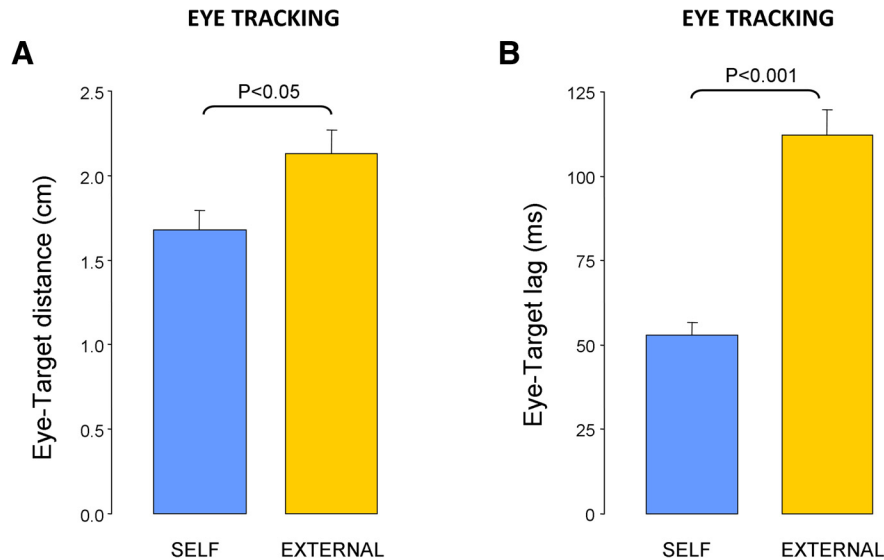 EYE TRACKING
A
P<0.05
2.5
2.0
1.5
1.0
0.5
0.0
Eye-Target distance (cm)
SELF EXTERNAL
EYE TRACKING
B
P<0.001
125
100
75
50
25
0
Eye-Target lag (ms)
SELF EXTERNAL